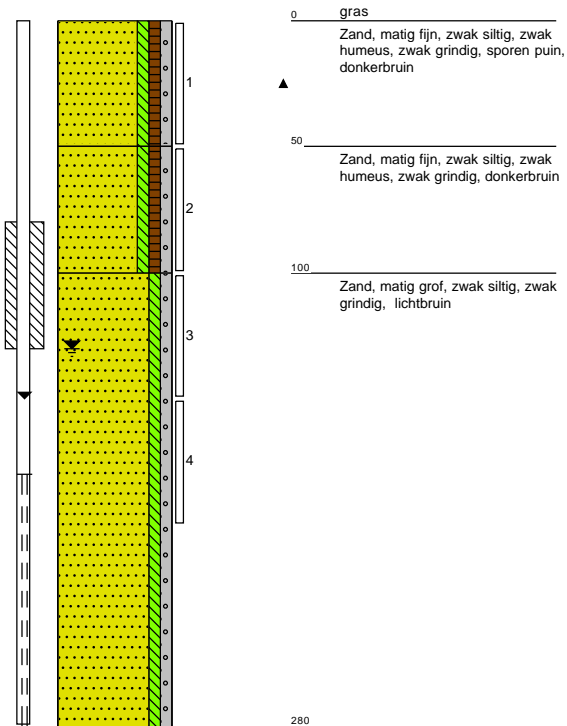 0 gras
Zand, matig fijn, zwak siltig, zwak
humeus, zwak grindig, sporen puin,
donkerbruin
1
50
Zand, matig fijn, zwak siltig, zwak
humeus, zwak grindig, donkerbruin
2
100
Zand, matig grof, zwak siltig, zwak
grindig, lichtbruin
3
4
280